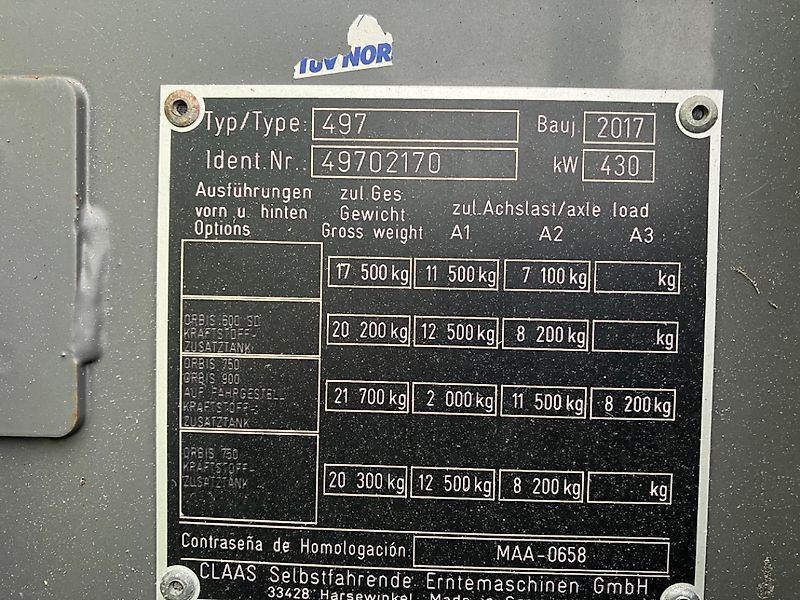 TÜV NOR
Typ/Type: 497 Bauj. 2017
Ident.Nr.: 49702170 kW 430
Ausführungen zul.Ges.
vorn u. hinten Gewicht zul.Achslast/axle load
Options Gross weight A1 A2 A3
17 500 kg 11 500 kg 7 100 kg kg
ORBIS 600 SD
KRAFTSTOFF- 20 200 kg 12 500 kg 8 200 kg kg
ZUSATZTANK
ORBIS 750
ORBIS 900
AUF FAHRGESTELL 21 700 kg 2 000 kg 11 500 kg 8 200 kg
KRAFTSTOFF-
ZUSATZTANK
ORBIS 750
KRAFTSTOFF-
ZUSATZTANK 20 300 kg 12 500 kg 8 200 kg kg
Contraseña de Homologación: MAA-0658
CLAAS Selbstfahrende Erntemaschinen GmbH
33428 Harsewinkel Made in